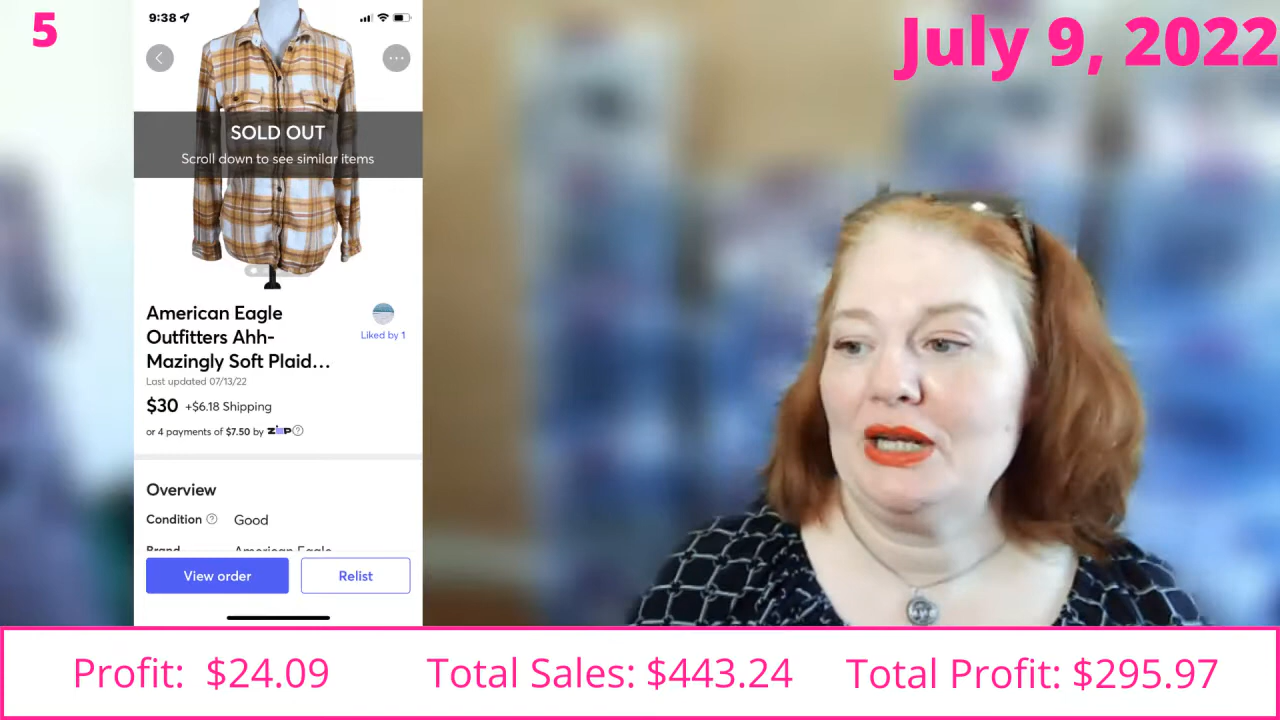 5
July 9, 2022
9:38
SOLD OUT
Scroll down to see similar items
American Eagle
Outfitters Ahh-
Mazingly Soft Plaid...
Liked by 1
Last updated 07/13/22
$30 +$6.18 Shipping
or 4 payments of $7.50 by ZIP ?
Overview
Condition ? Good
Brand American Eagle
View order
Relist
Profit: $24.09
Total Sales: $443.24
Total Profit: $295.97